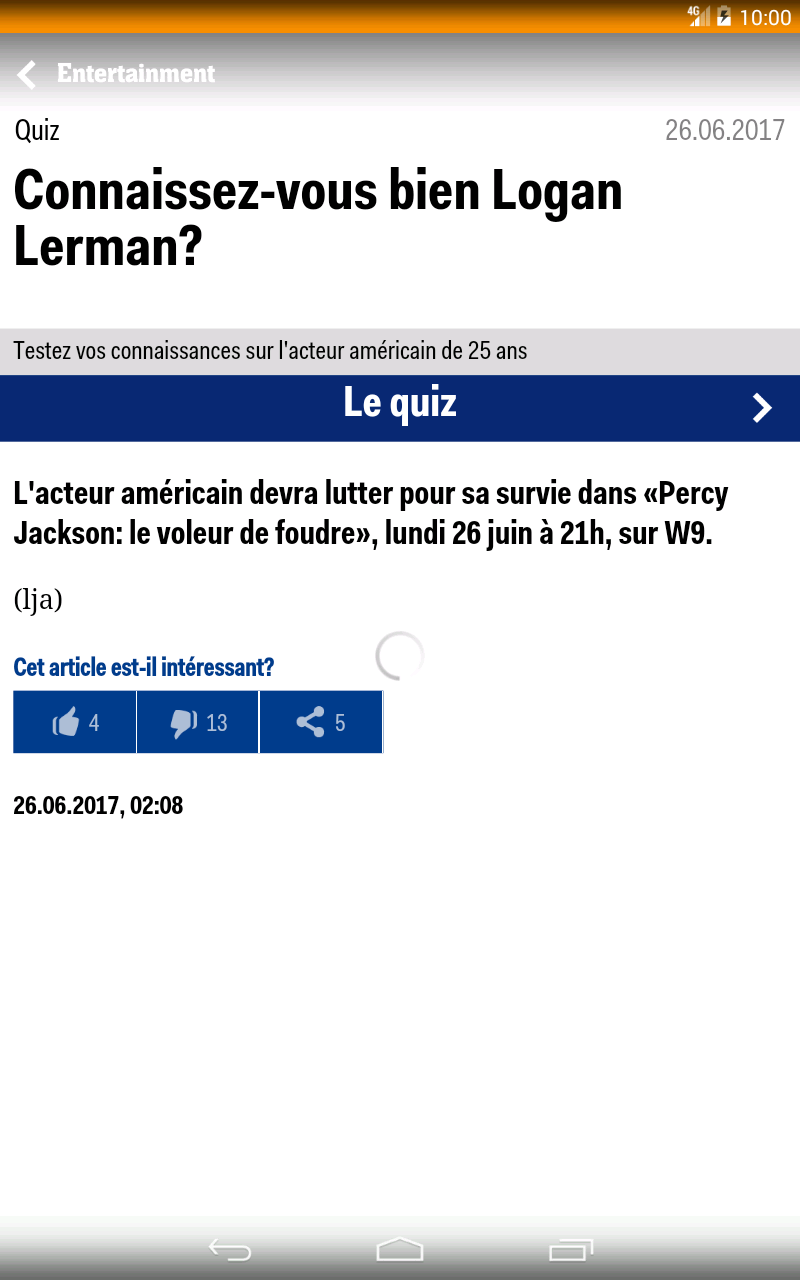 4G 10:00
Entertainment
Quiz 26.06.2017
Connaissez-vous bien Logan
Lerman?
Testez vos connaissances sur l'acteur américain de 25 ans
Le quiz
L'acteur américain devra lutter pour sa survie dans «Percy
Jackson: le voleur de foudre», lundi 26 juin à 21h, sur W9.
(lja)
Cet article est-il intéressant?
4 13 5
26.06.2017, 02:08